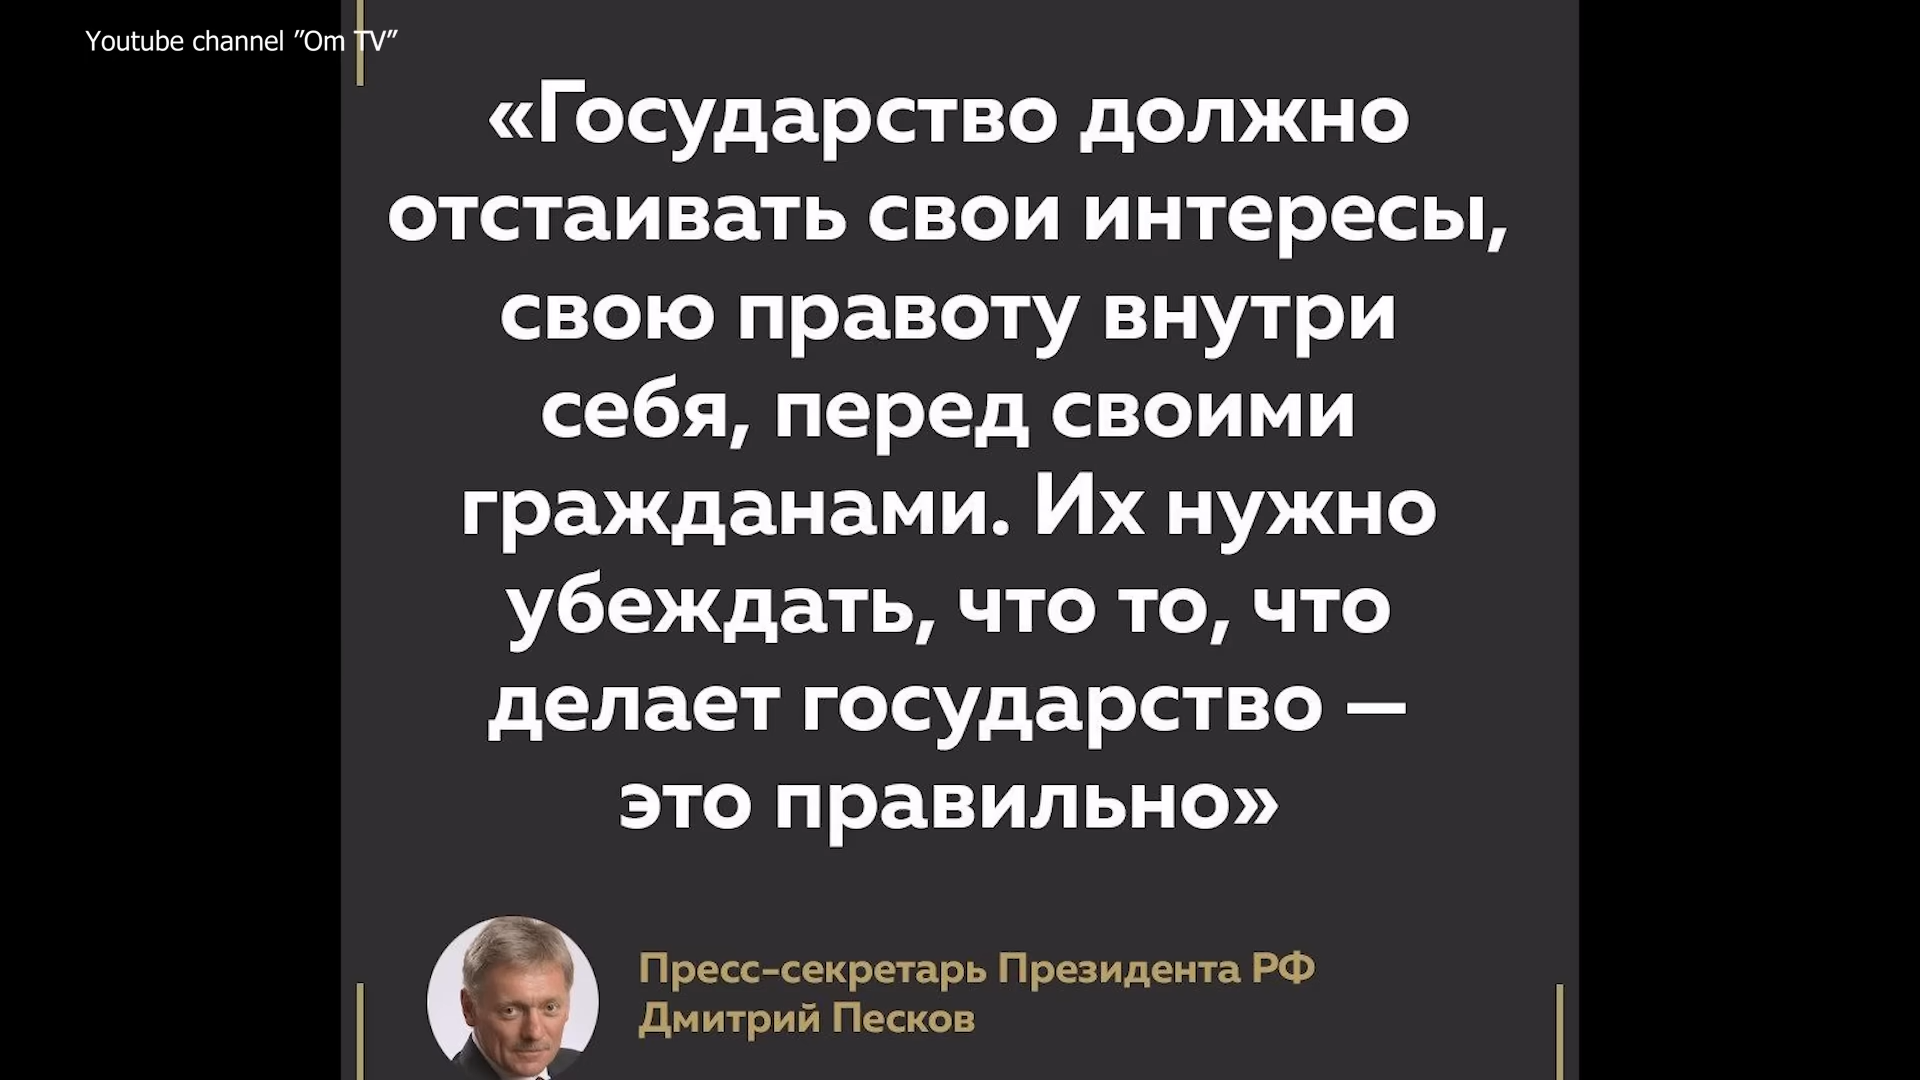 Youtube channel ”Om TV”
«Государство должно
отстаивать свои интересы,
свою правоту внутри
себя, перед своими
гражданами. Их нужно
убеждать, что то, что
делает государство —
это правильно»
Пресс-секретарь Президента РФ
Дмитрий Песков